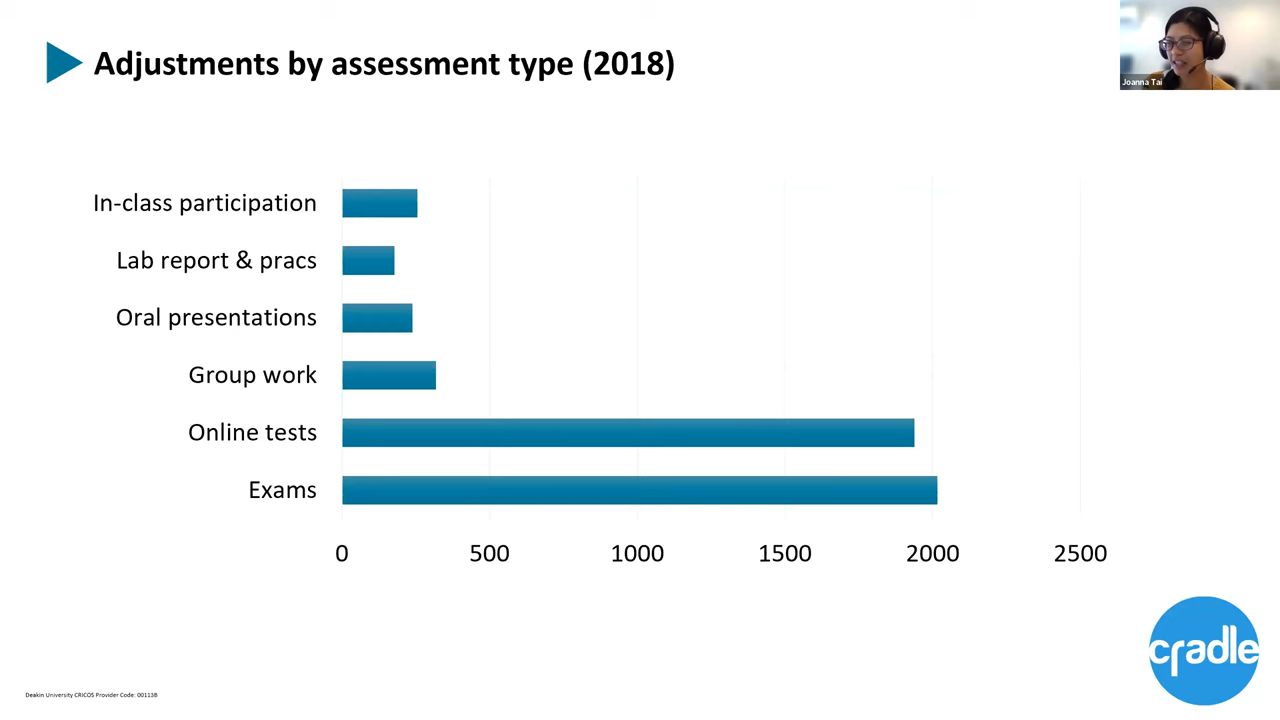 Adjustments by assessment type (2018)
Joanna Tai
In-class participation
Lab report & pracs
Oral presentations
Group work
Online tests
Exams
0 500 1000 1500 2000 2500
cradle
Deakin University CRICOS Provider Code: 00113B